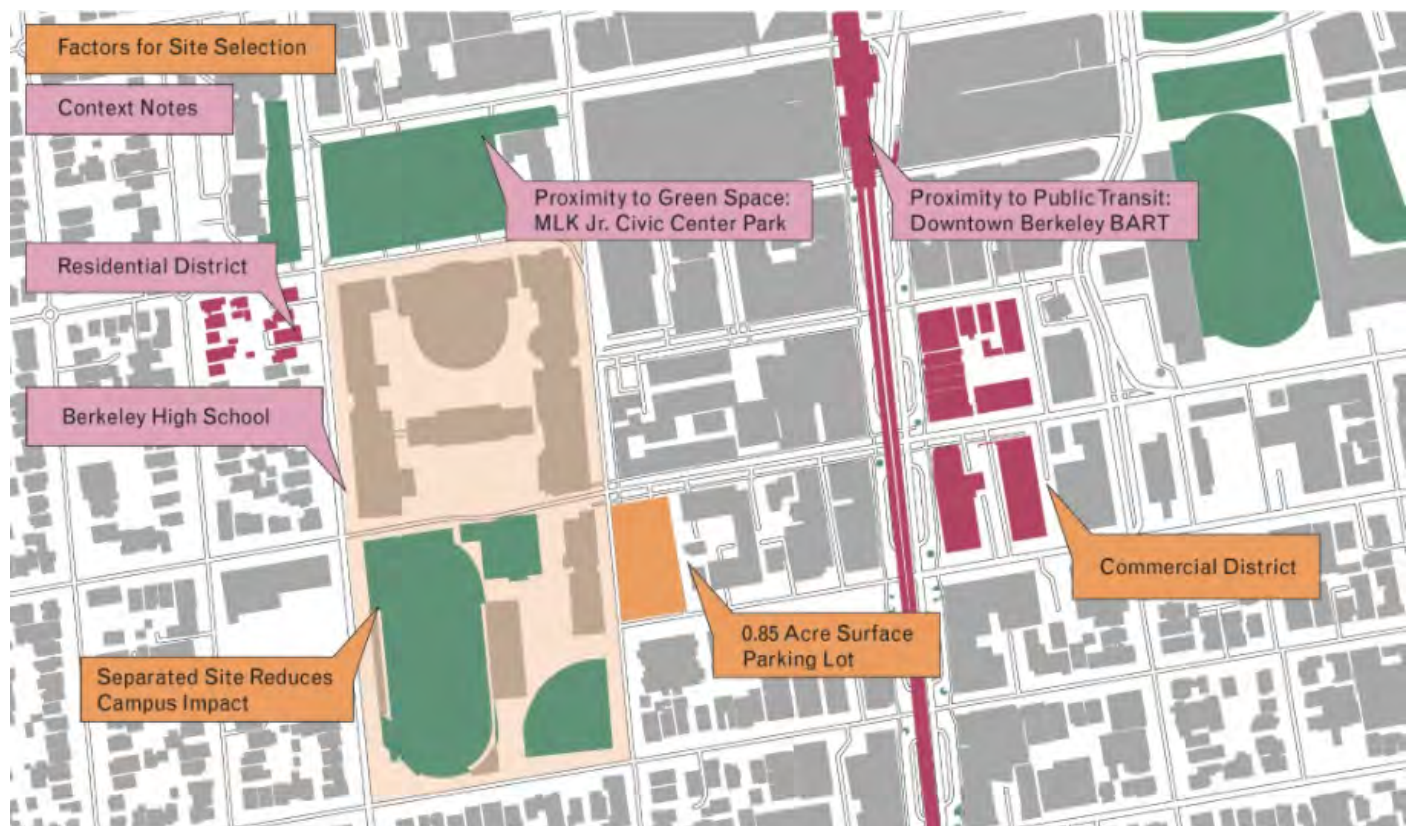 Factors for Site Selection
Context Notes
Proximity to Green Space:
MLK Jr. Civic Center Park
Proximity to Public Transit:
Downtown Berkeley BART
Residential District
Berkeley High School
Commercial District
0.85 Acre Surface
Parking Lot
Separated Site Reduces
Campus Impact